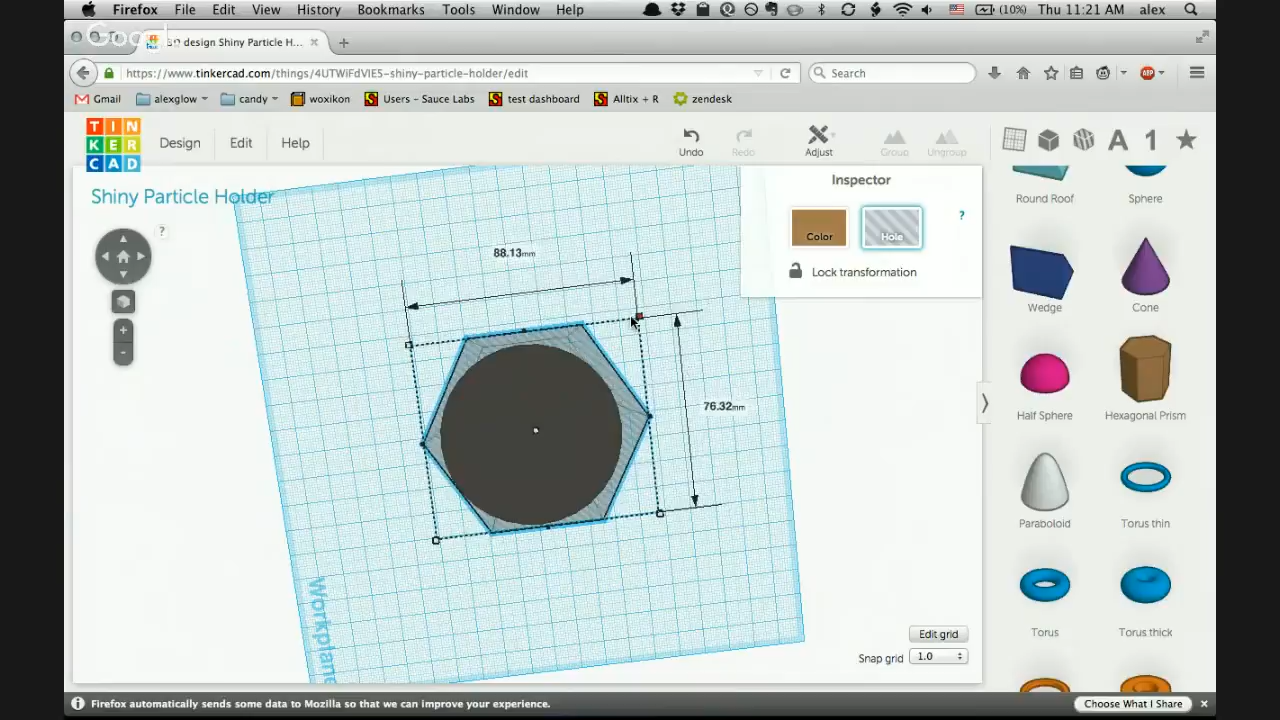 Firefox File Edit View History Bookmarks Tools Window Help (10%) Thu 11:21 AM alex
Google
3D design Shiny Particle H...
https://www.tinkercad.com/things/4UTWiFdVIE5-shiny-particle-holder/edit
Search
ABP
Gmail alexglow candy woxikon Users - Sauce Labs test dashboard Alltix + R zendesk
TIN
KER
CAD
Design Edit Help
Undo Redo Adjust Group Ungroup
A 1
Shiny Particle Holder
?
Inspector
Color Hole ?
Lock transformation
88.13mm
76.32mm
Workplane
Edit grid
Snap grid 1.0
Round Roof Sphere
Wedge Cone
Half Sphere Hexagonal Prism
Paraboloid Torus thin
Torus Torus thick
Firefox automatically sends some data to Mozilla so that we can improve your experience. Choose What I Share